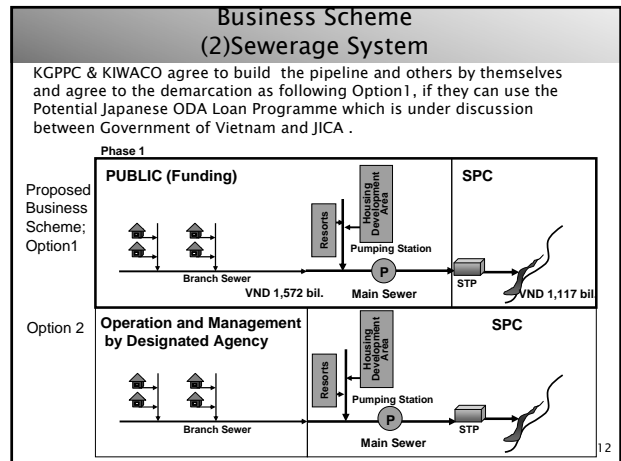 Business Scheme
(2)Sewerage System
KGPPC & KIWACO agree to build the pipeline and others by themselves
and agree to the demarcation as following Option1, if they can use the
Potential Japanese ODA Loan Programme which is under discussion
between Government of Vietnam and JICA .
Phase 1
Proposed
Business
Scheme;
Option1
PUBLIC (Funding)
SPC
Resorts
Housing
Development
Area
Pumping Station
P
Branch Sewer
VND 1,572 bil.
Main Sewer
STP
VND 1,117 bil.
Option 2
Operation and Management
by Designated Agency
SPC
Resorts
Housing
Development
Area
Pumping Station
P
Branch Sewer
Main Sewer
STP
12